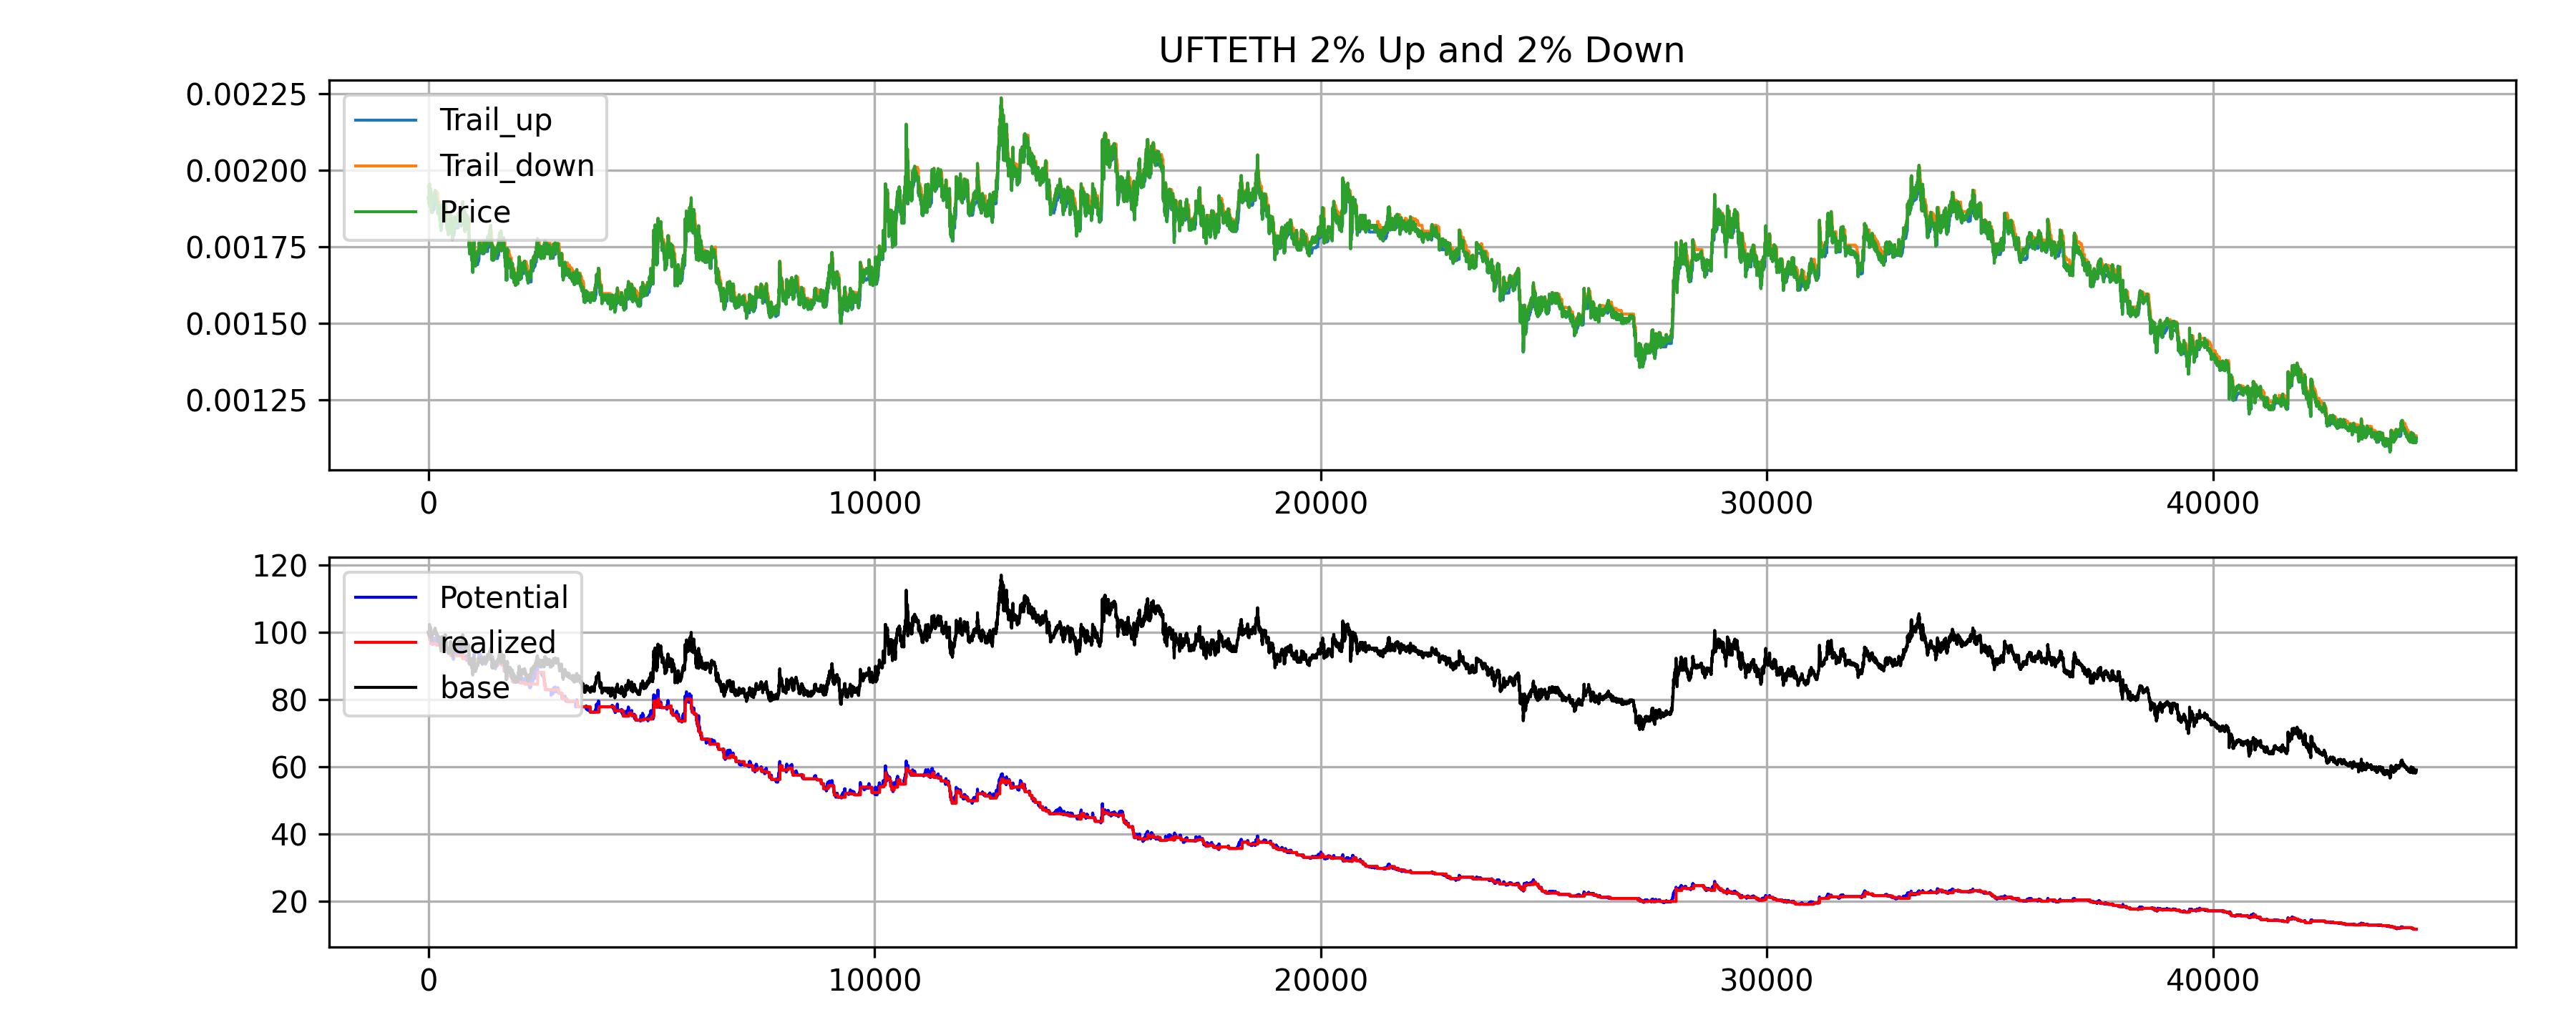 UFTETH 2% Up and 2% Down
0.00225
0.00200
0.00175
0.00150
0.00125
Trail_up
Trail_down
Price
0 10000 20000 30000 40000
120
100
80
60
40
20
Potential
realized
base
0 10000 20000 30000 40000